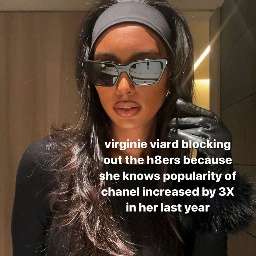 virginie viard blocking
out the h8ers because
she knows popularity of
chanel increased by 3X
in her last year